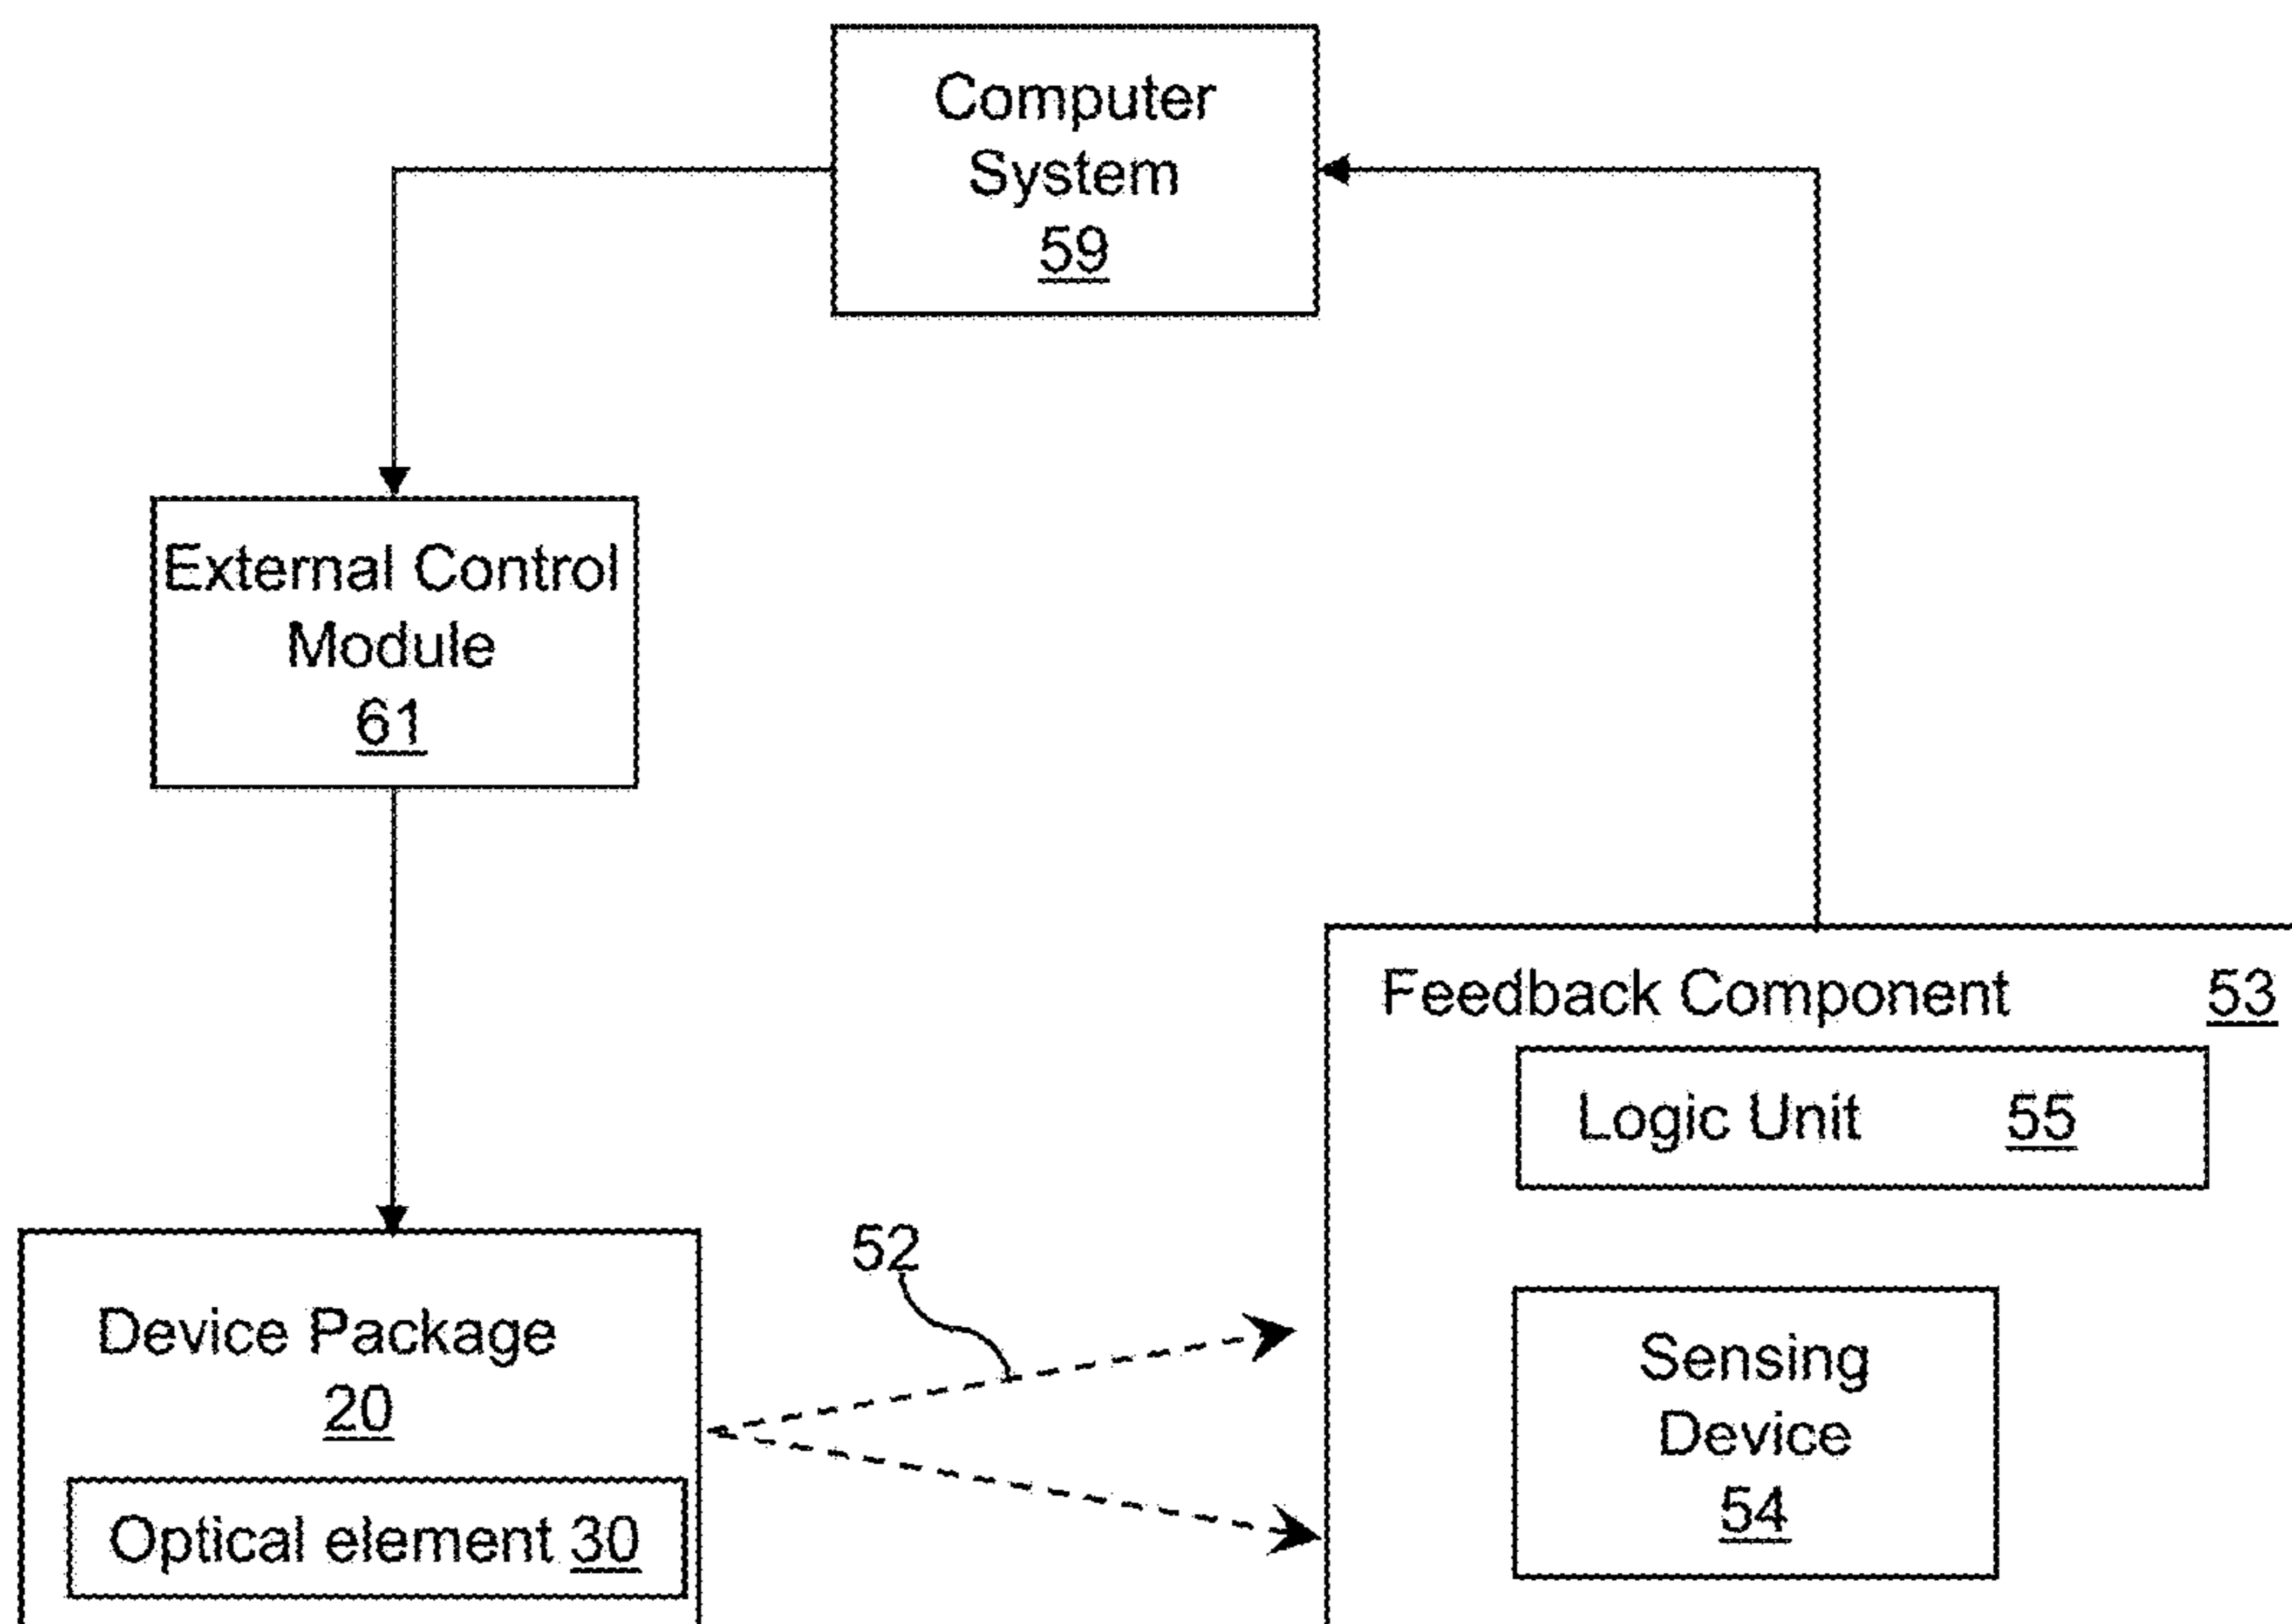 Computer
System
59
External Control
Module
61
Feedback Component 53
Logic Unit 55
52
Device Package
20
Sensing
Device
54
Optical element 30